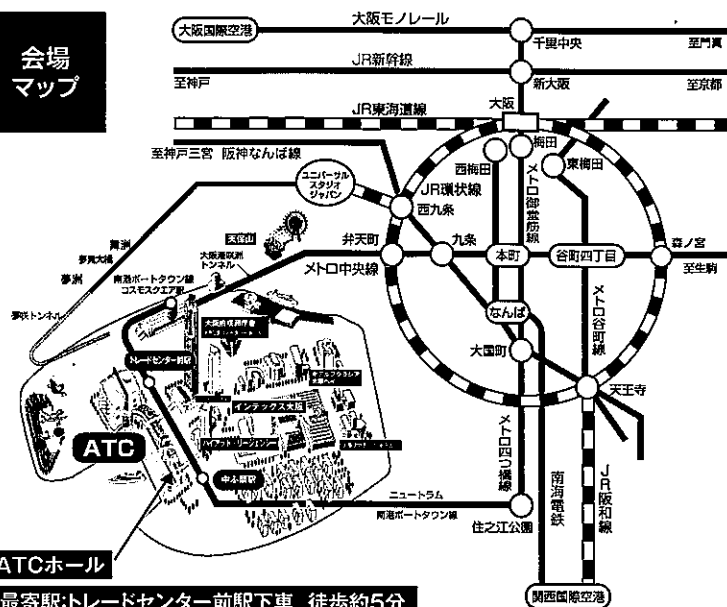 会場
マップ
大阪国際空港
大阪モノレール
千里中央
至門真
JR新幹線
至神戸
新大阪
至京都
JR東海道線
大阪
至神戸三宮 阪神なんば線
梅田
西梅田
東梅田
ユニバーサル
スタジオ
ジャパン
JR環状線
西九条
メトロ御堂筋線
天保山
舞洲
夢舞大橋
夢洲
夢咲トンネル
大阪港咲洲
トンネル
南港ポートタウン線
コスモスクエア駅
弁天町
九条
本町
谷町四丁目
森ノ宮
メトロ中央線
至生駒
なんば
メトロ谷町線
大国町
天王寺
トレードセンター前駅
インテックス大阪
ATC
中ふ頭
メトロ四つ橋線
南海電鉄
JR阪和線
ニュートラム
南港ポートタウン線
住之江公園
関西国際空港
ATCホール
最寄駅:トレードセンター前駅下車 徒歩約5分